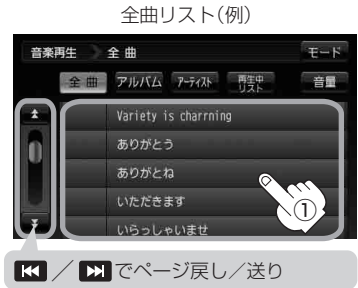 全曲リスト(例)
音楽再生 全 曲 モード
全 曲 アルバム アーティスト 再生中リスト 音量
Variety is charrning
ありがとう
ありがとね
いただきます
いらっしゃいませ
①
／ でページ戻し／送り